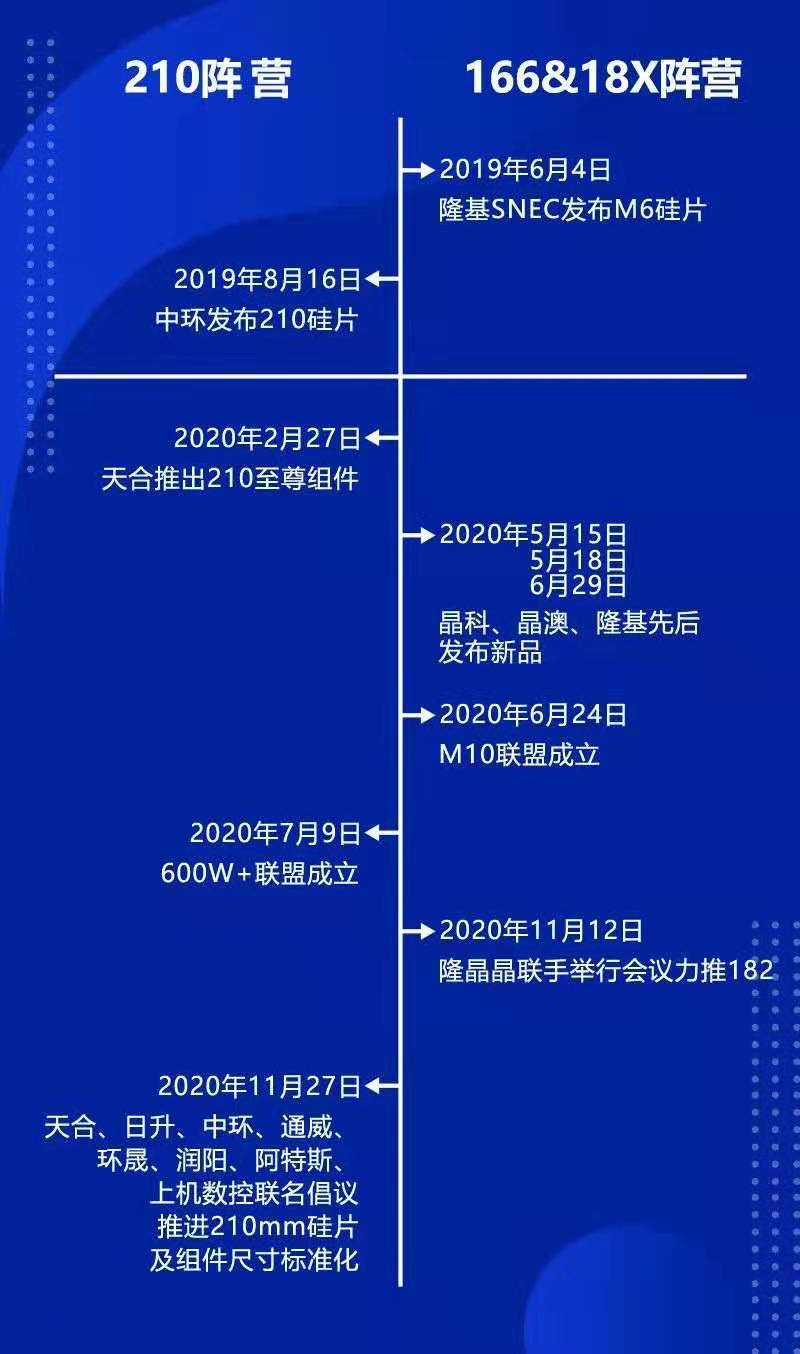 210阵营
166&18X阵营
2019年6月4日
隆基SNEC发布M6硅片
2019年8月16日
中环发布210硅片
2020年2月27日
天合推出210至尊组件
2020年5月15日
5月18日
6月29日
晶科、晶澳、隆基先后
发布新品
2020年6月24日
M10联盟成立
2020年7月9日
600W+联盟成立
2020年11月12日
隆晶晶联手举行会议力推182
2020年11月27日
天合、日升、中环、通威、
环晟、润阳、阿特斯、
上机数控联名倡议
推进210mm硅片
及组件尺寸标准化